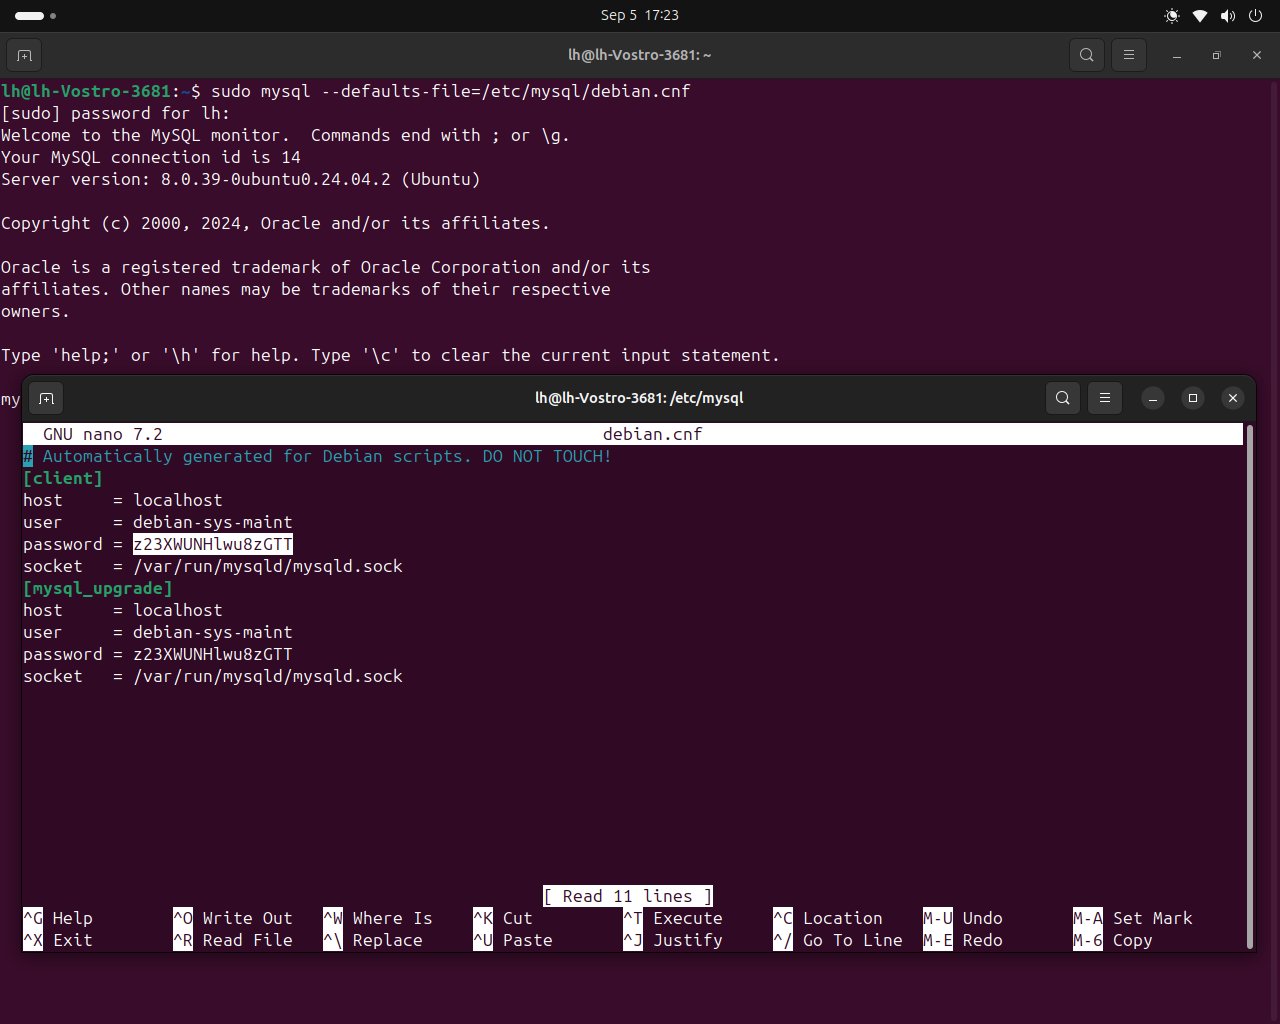 Sep 5 17:23
lh@lh-Vostro-3681: ~
lh@lh-Vostro-3681:~$ sudo mysql --defaults-file=/etc/mysql/debian.cnf
[sudo] password for lh:
Welcome to the MySQL monitor.  Commands end with ; or \g.
Your MySQL connection id is 14
Server version: 8.0.39-0ubuntu0.24.04.2 (Ubuntu)
Copyright (c) 2000, 2024, Oracle and/or its affiliates.
Oracle is a registered trademark of Oracle Corporation and/or its
affiliates. Other names may be trademarks of their respective
owners.
Type 'help;' or '\h' for help. Type '\c' to clear the current input statement.
my
lh@lh-Vostro-3681: /etc/mysql
GNU nano 7.2 debian.cnf
# Automatically generated for Debian scripts. DO NOT TOUCH!
[client]
host     = localhost
user     = debian-sys-maint
password = z23XWUNHlwu8zGTT
socket   = /var/run/mysqld/mysqld.sock
[mysql_upgrade]
host     = localhost
user     = debian-sys-maint
password = z23XWUNHlwu8zGTT
socket   = /var/run/mysqld/mysqld.sock
[ Read 11 lines ]
^G Help ^O Write Out ^W Where Is ^K Cut ^T Execute ^C Location M-U Undo M-A Set Mark
^X Exit ^R Read File ^\ Replace ^U Paste ^J Justify ^/ Go To Line M-E Redo M-6 Copy